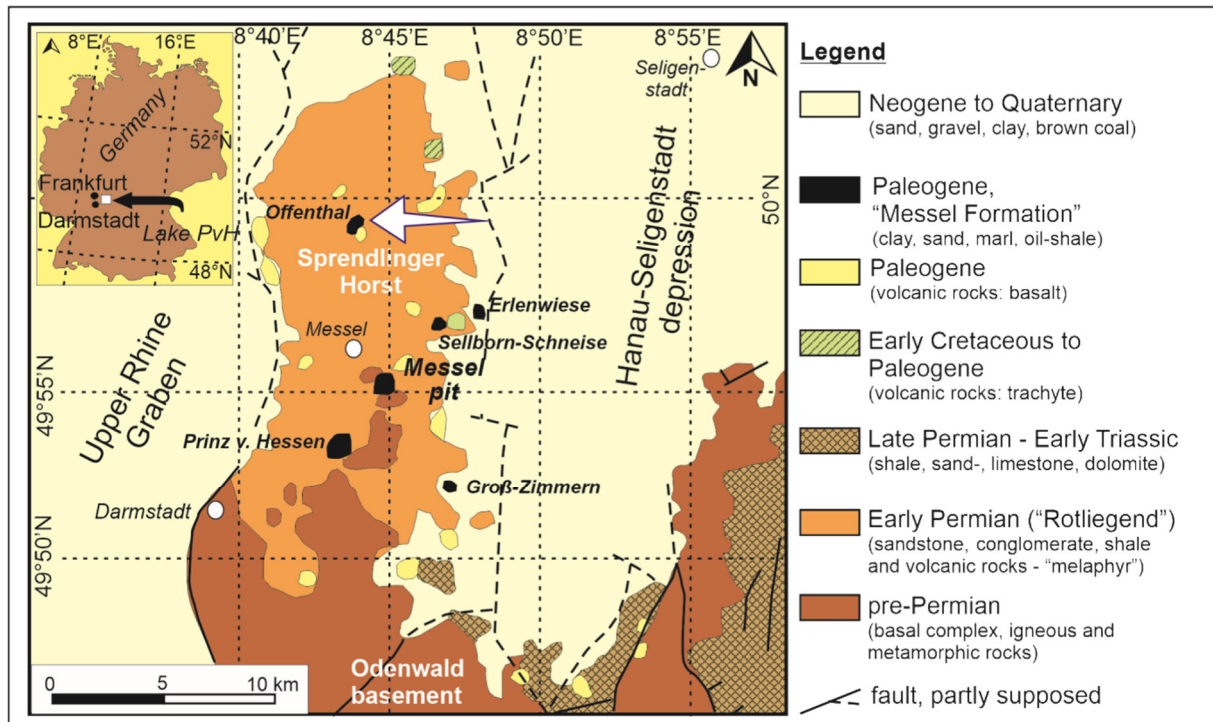 8°E
16°E
Germany
52°N
Frankfurt
Darmstadt
Lake PvH
48°N
8°40'E
8°45'E
8°50'E
8°55'E
Seligen-
stadt
N
50°N
Offenthal
Sprendlinger
Horst
Erlenwiese
Messel
Sellborn-Schneise
Messel
pit
Hanau-Seligenstadt
depression
Upper Rhine
Graben
49°55'N
Prinz v. Hessen
Groß-Zimmern
Darmstadt
49°50'N
Odenwald
basement
0
5
10 km
Legend
Neogene to Quaternary
(sand, gravel, clay, brown coal)
Paleogene,
“Messel Formation”
(clay, sand, marl, oil-shale)
Paleogene
(volcanic rocks: basalt)
Early Cretaceous to
Paleogene
(volcanic rocks: trachyte)
Late Permian - Early Triassic
(shale, sand-, limestone, dolomite)
Early Permian (“Rotliegend”)
(sandstone, conglomerate, shale
and volcanic rocks - “melaphyr”)
pre-Permian
(basal complex, igneous and
metamorphic rocks)
fault, partly supposed